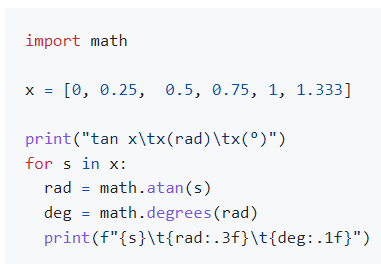 import math
x = [0, 0.25,  0.5, 0.75, 1, 1.333]
print("tan x\tx(rad)\tx(º)")
for s in x:
  rad = math.atan(s)
  deg = math.degrees(rad)
  print(f"{s}\t{rad:.3f}\t{deg:.1f}")